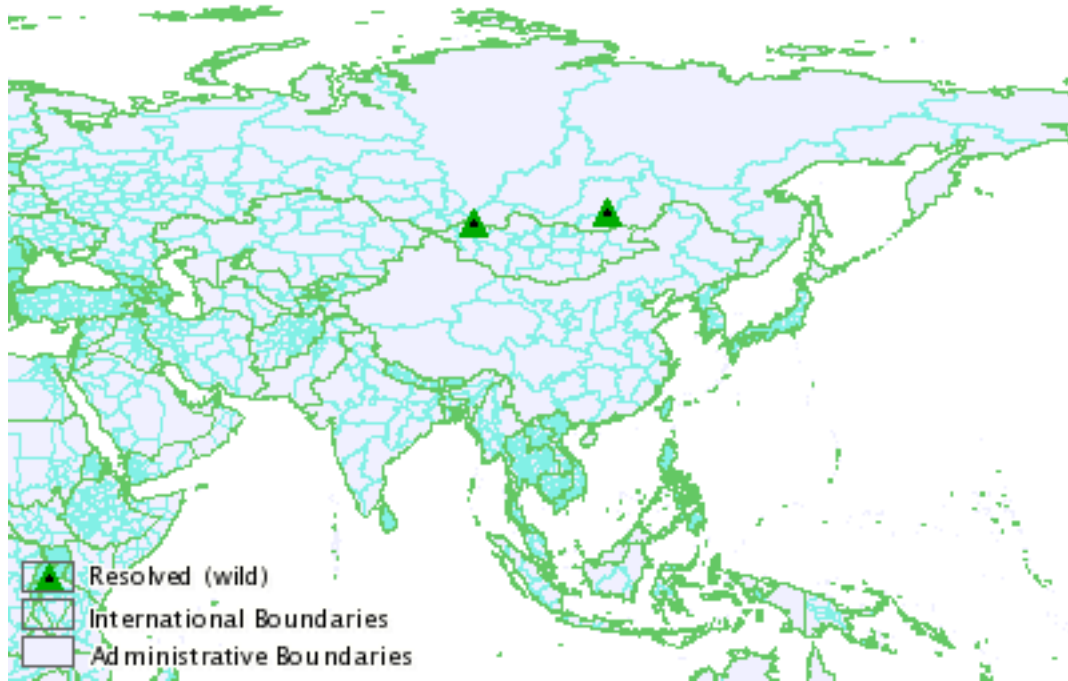 Resolved (wild)
International Boundaries
Administrative Boundaries